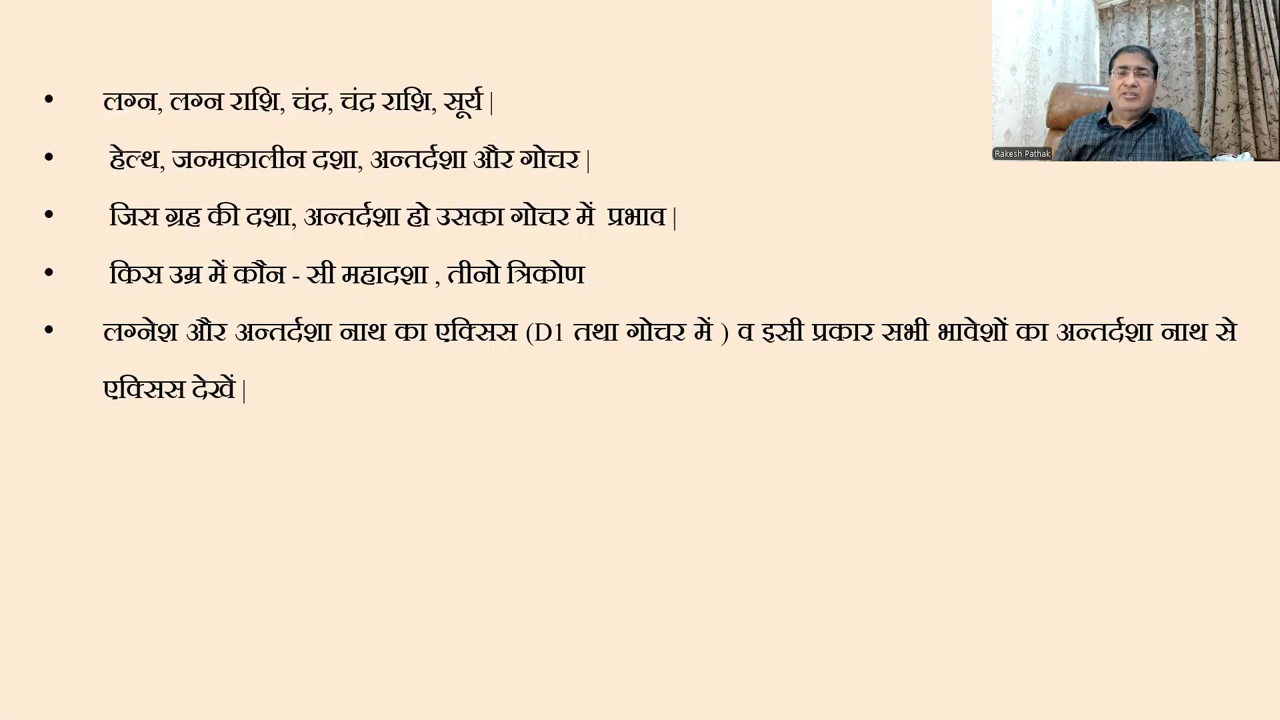 • लग्न, लग्न राशि, चंद्र, चंद्र राशि, सूर्य |
• हेल्थ, जन्मकालीन दशा, अन्तर्दशा और गोचर |
• जिस ग्रह की दशा, अन्तर्दशा हो उसका गोचर में प्रभाव |
• किस उम्र में कौन - सी महादशा , तीनो त्रिकोण
• लग्नेश और अन्तर्दशा नाथ का एक्सिस (D1 तथा गोचर में ) व इसी प्रकार सभी भावेशों का अन्तर्दशा नाथ से
एक्सिस देखें |
Rakesh Pathak